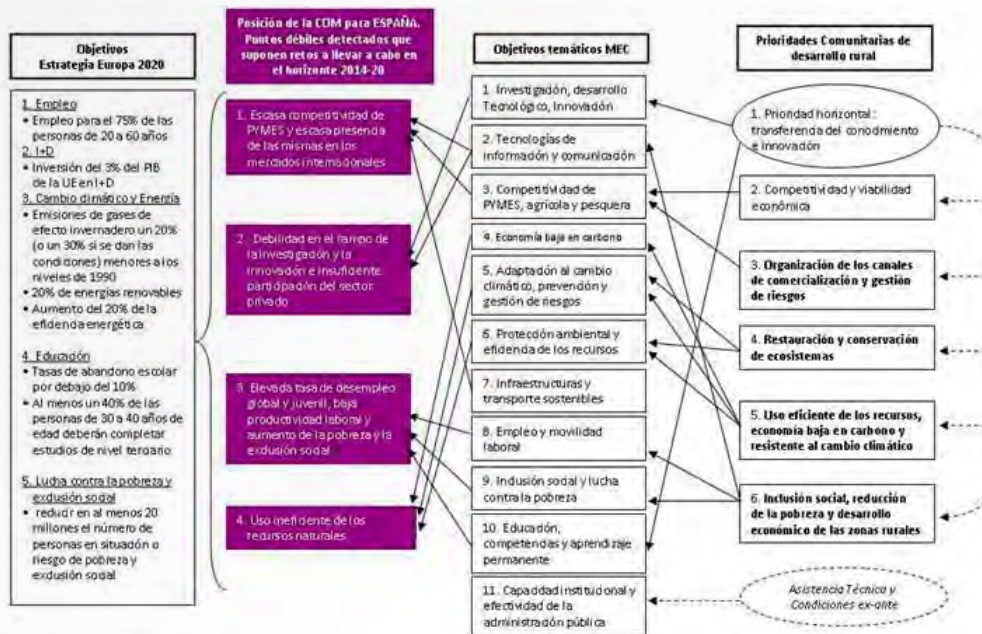 Objetivos
Estrategia Europa 2020
1. Empleo
• Empleo para el 75% de las
personas de 20 a 60 años
2. I+D
• Inversión del 3% del PIB
de la UE en I+D
3. Cambio climático y Energía
• Emisiones de gases de
efecto invernadero un 20%
(o un 30% si se dan las
condiciones) menores a los
niveles de 1990
• 20% de energías renovables
• Aumento del 20% de la
eficiencia energética
4. Educación
• Tasas de abandono escolar
por debajo del 10%
• Al menos un 40% de las
personas de 30 a 40 años de
edad deberán completar
estudios de nivel terciario
5. Lucha contra la pobreza y
exclusión social
• reducir en al menos 20
millones el número de
personas en situación o
riesgo de pobreza y
exclusión social
Posición de la COM para ESPAÑA.
Puntos débiles detectados que
suponen retos a llevar a cabo en
el horizonte 2014-20
1. Escasa competitividad de
PYMES y escasa presencia
de las mismas en los
mercados internacionales
2. Debilidad en el campo de
la investigación y la
innovación e insuficiente
participación del sector
privado
3. Elevada tasa de desempleo
global y juvenil, baja
productividad laboral y
aumento de la pobreza y la
exclusión social
4. Uso ineficiente de los
recursos naturales
Objetivos temáticos MEC
1. Investigación, desarrollo
Tecnológico, Innovación
2. Tecnologías de
información y comunicación
3. Competitividad de
PYMES, agrícola y pesquera
4. Economía baja en carbono
5. Adaptación al cambio
climático, prevención y
gestión de riesgos
6. Protección ambiental y
eficiencia de los recursos
7. Infraestructuras y
transporte sostenibles
8. Empleo y movilidad
laboral
9. Inclusión social y lucha
contra la pobreza
10. Educación,
competencias y aprendizaje
permanente
11. Capacidad institucional y
efectividad de la
administración pública
Prioridades Comunitarias de
desarrollo rural
1. Prioridad horizontal:
transferencia del conocimiento
e Innovación
2. Competitividad y viabilidad
económica
3. Organización de los canales
de comercialización y gestión
de riesgos
4. Restauración y conservación
de ecosistemas
5. Uso eficiente de los recursos,
economía baja en carbono y
resistente al cambio climático
6. Inclusión social, reducción
de la pobreza y desarrollo
económico de las zonas rurales
Asistencia Técnica y
Condiciones ex-ante